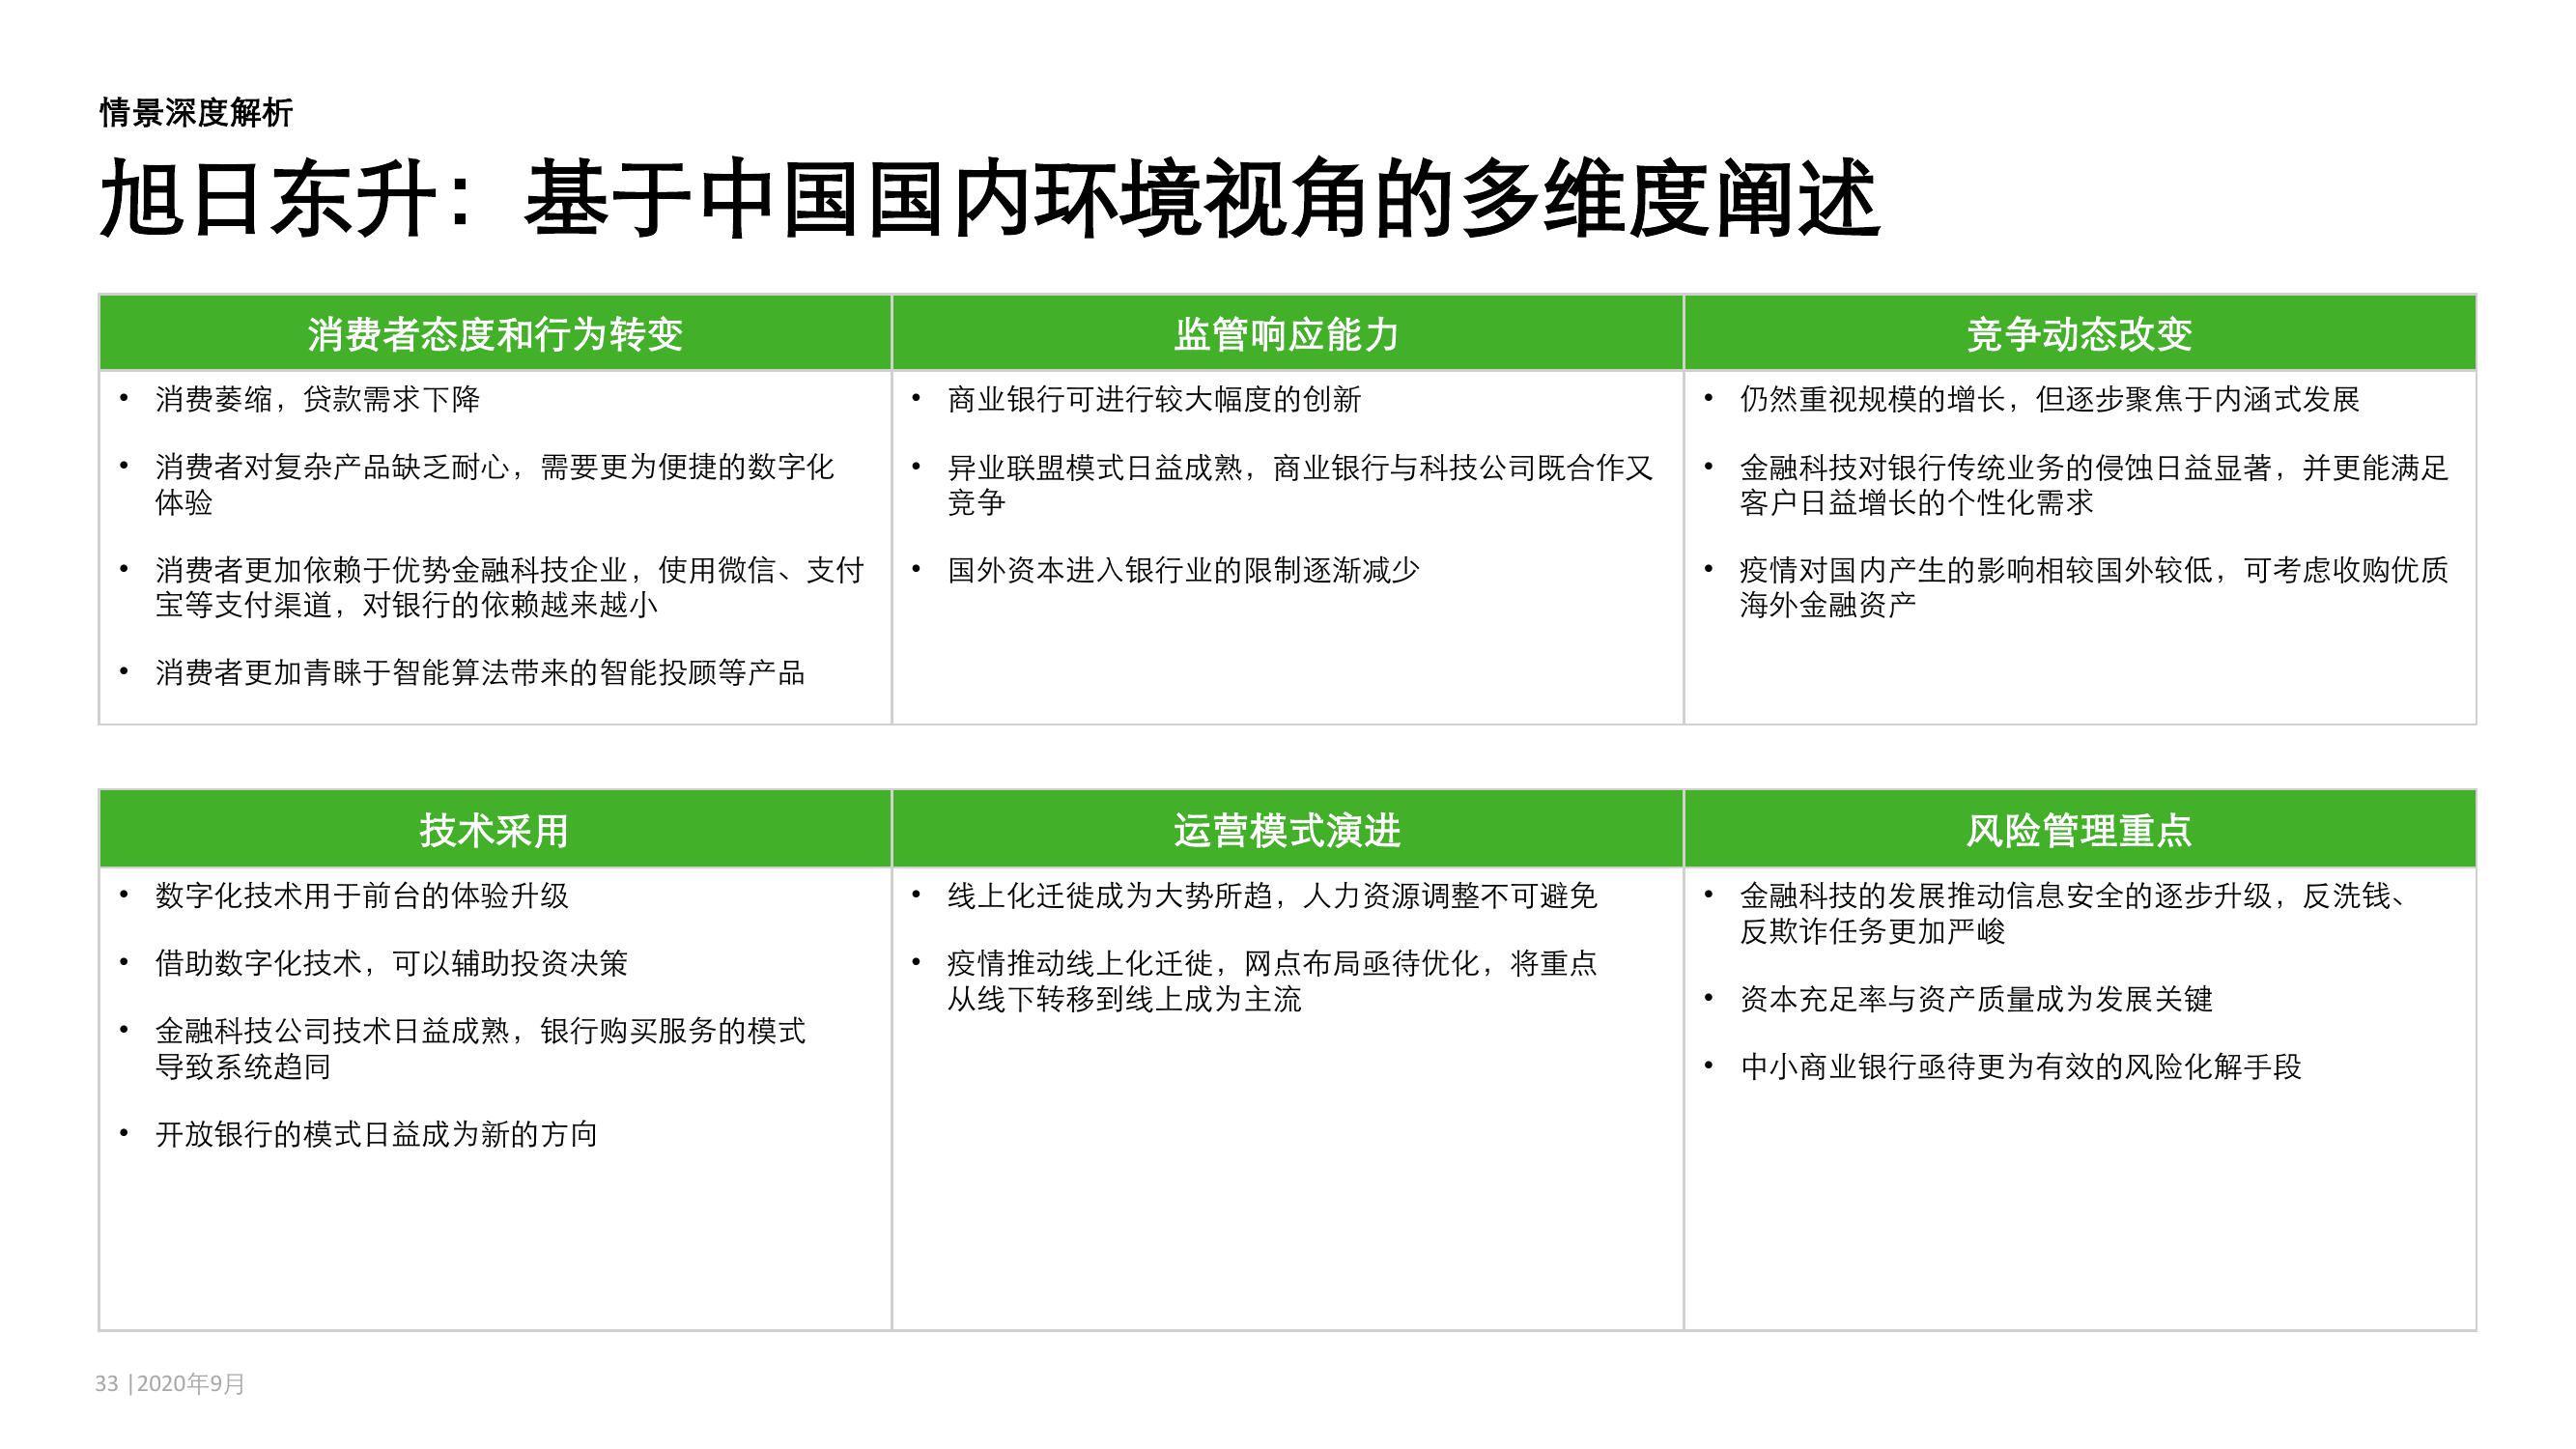 情景深度解析
旭日东升：基于中国国内环境视角的多维度阐述
消费者态度和行为转变
• 消费萎缩，贷款需求下降
• 消费者对复杂产品缺乏耐心，需要更为便捷的数字化
体验
• 消费者更加依赖于优势金融科技企业，使用微信、支付
宝等支付渠道，对银行的依赖越来越小
• 消费者更加青睐于智能算法带来的智能投顾等产品
监管响应能力
• 商业银行可进行较大幅度的创新
• 异业联盟模式日益成熟，商业银行与科技公司既合作又
竞争
• 国外资本进入银行业的限制逐渐减少
竞争动态改变
• 仍然重视规模的增长，但逐步聚焦于内涵式发展
• 金融科技对银行传统业务的侵蚀日益显著，并更能满足
客户日益增长的个性化需求
• 疫情对国内产生的影响相较国外较低，可考虑收购优质
海外金融资产
技术采用
• 数字化技术用于前台的体验升级
• 借助数字化技术，可以辅助投资决策
• 金融科技公司技术日益成熟，银行购买服务的模式
导致系统趋同
• 开放银行的模式日益成为新的方向
运营模式演进
• 线上化迁徙成为大势所趋，人力资源调整不可避免
• 疫情推动线上化迁徙，网点布局亟待优化，将重点
从线下转移到线上成为主流
风险管理重点
• 金融科技的发展推动信息安全的逐步升级，反洗钱、
反欺诈任务更加严峻
• 资本充足率与资产质量成为发展关键
• 中小商业银行亟待更为有效的风险化解手段
33 |2020年9月